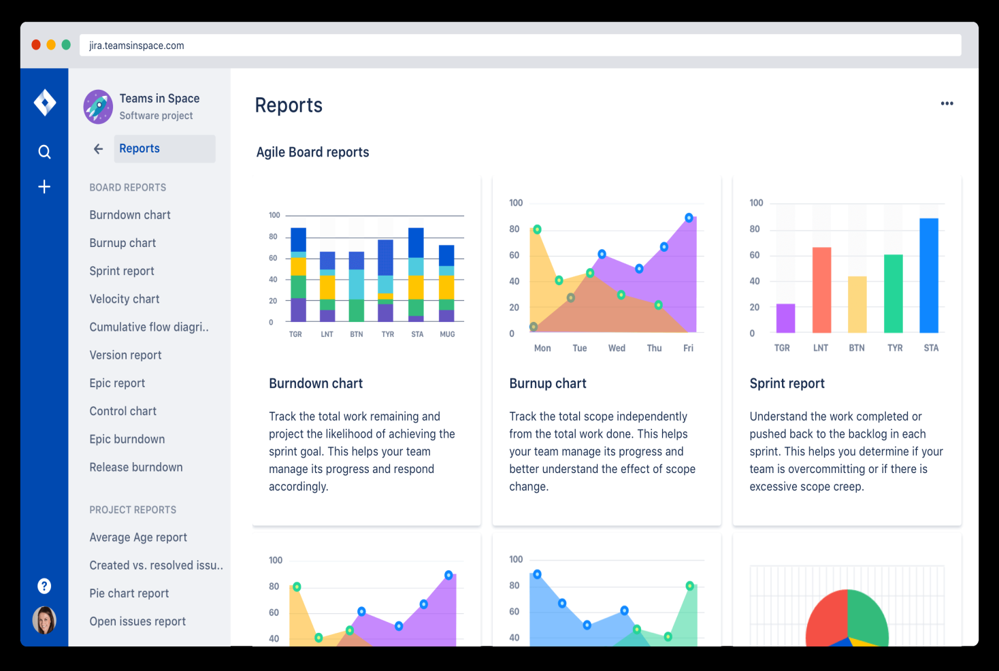 jira.teamsinspace.com
Teams in Space
Software project
Reports
BOARD REPORTS
Burndown chart
Burnup chart
Sprint report
Velocity chart
Cumulative flow diagri..
Version report
Epic report
Control chart
Epic burndown
Release burndown
PROJECT REPORTS
Average Age report
Created vs. resolved issu..
Pie chart report
Open issues report
?
Reports
Agile Board reports
100
80
60
40
20
0
TGR LNT BTN TYR STA MUG
Burndown chart
Track the total work remaining and
project the likelihood of achieving the
sprint goal. This helps your team
manage its progress and respond
accordingly.
100
80
60
40
20
0
Mon Tue Wed Thu Fri
Burnup chart
Track the total scope independently
from the total work done. This helps
your team manage its progress and
better understand the effect of scope
change.
100
80
60
40
20
0
TGR LNT BTN TYR STA
Sprint report
Understand the work completed or
pushed back to the backlog in each
sprint. This helps you determine if your
team is overcommitting or if there is
excessive scope creep.
100
80
60
40
100
80
60
40